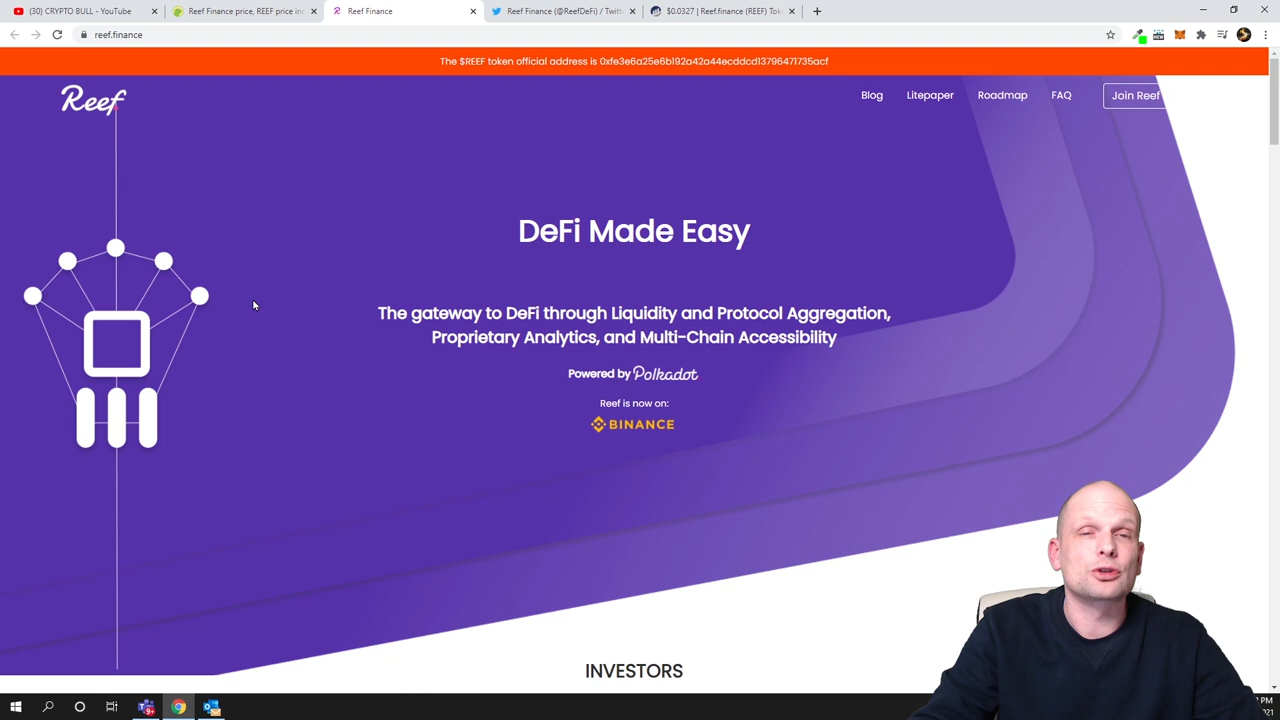 (30) CRYPTO BULL - YouTube
Reef Finance price, REEF price ind
Reef Finance
Reef Finance (@ReefDeFi) / Twitt
$0.0327 | Reef.finance (REEF) Tok
reef.finance
The $REEF token official address is 0xfe3e6a25e6b192a42a44ecddcd13796471735acf
Reef
Blog
Litepaper
Roadmap
FAQ
Join Reef
DeFi Made Easy
The gateway to DeFi through Liquidity and Protocol Aggregation,
Proprietary Analytics, and Multi-Chain Accessibility
Powered by Polkadot
Reef is now on:
BINANCE
INVESTORS
PM